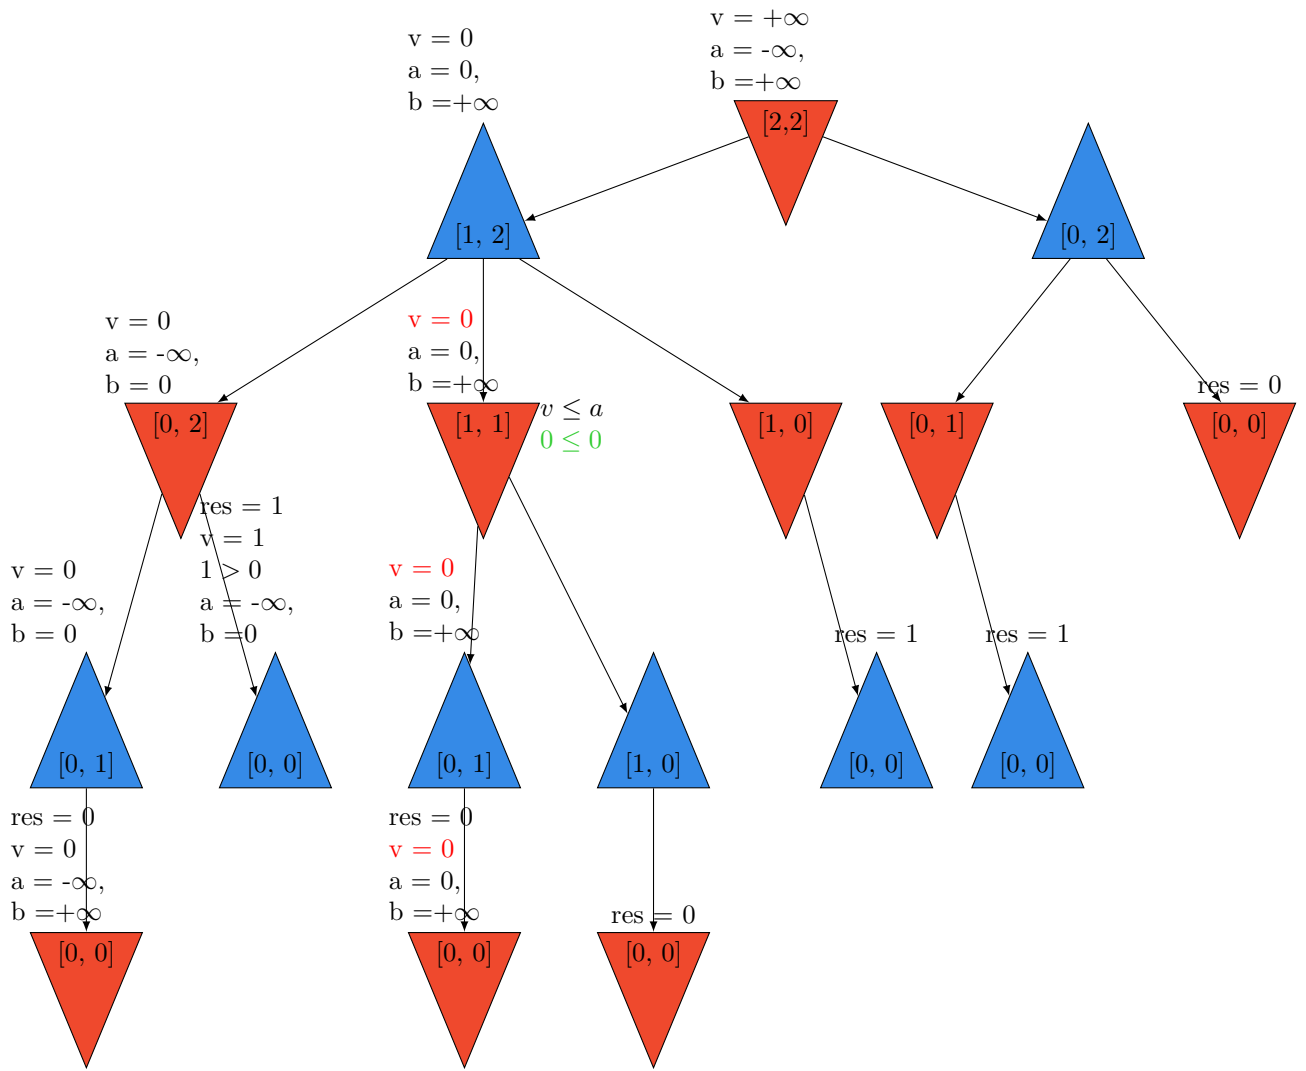 v = +∞
a = -∞,
b =+∞
[2,2]
v = 0
a = 0,
b =+∞
[1, 2]
[0, 2]
v = 0
a = -∞,
b = 0
[0, 2]
v = 0
a = 0,
b =+∞
[1, 1]
v ≤ a
0 ≤ 0
[1, 0]
[0, 1]
res = 0
[0, 0]
v = 0
a = -∞,
b = 0
[0, 1]
res = 1
v = 1
1 > 0
a = -∞,
b =0
[0, 0]
v = 0
a = 0,
b =+∞
[0, 1]
[1, 0]
res = 1
[0, 0]
res = 1
[0, 0]
res = 0
v = 0
a = -∞,
b =+∞
[0, 0]
res = 0
v = 0
a = 0,
b =+∞
[0, 0]
res = 0
[0, 0]